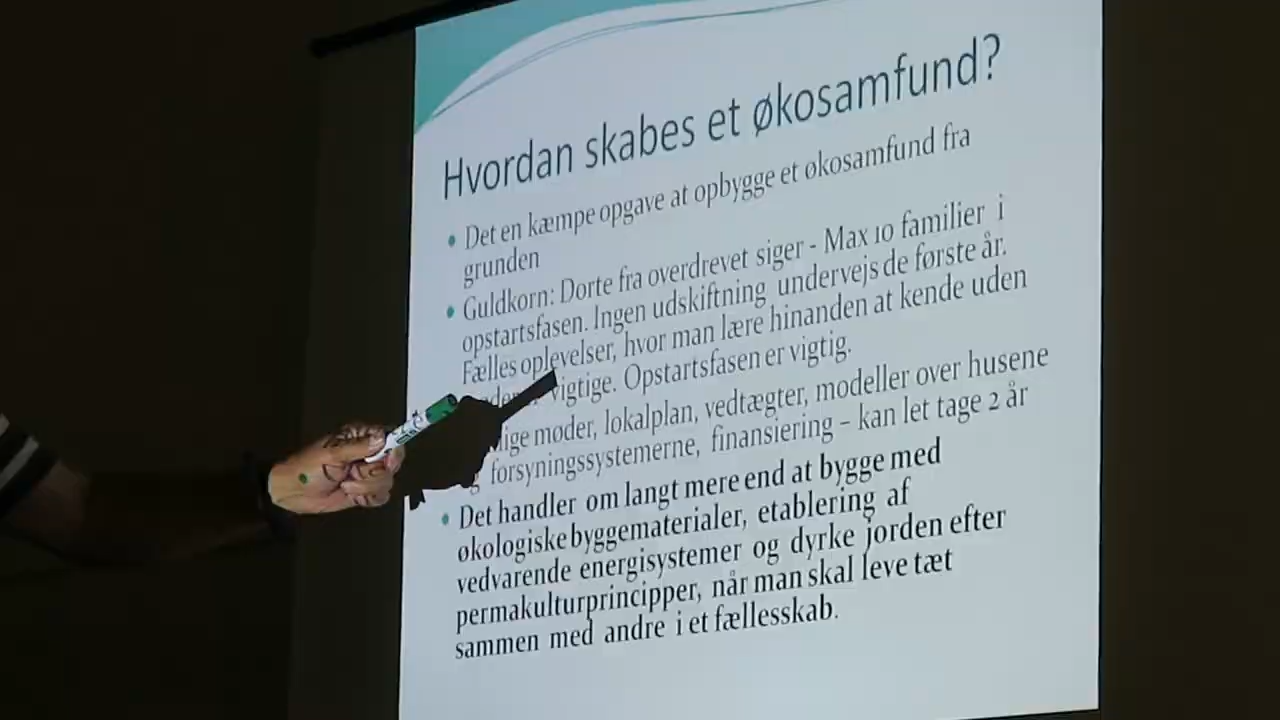 Hvordan skabes et økosamfund?
• Det en kæmpe opgave at opbygge et økosamfund fra
grunden
• Guldkorn: Dorte fra overdrevet siger - Max 10 familier i
opstartsfasen. Ingen udskiftning undervejs de første år.
Fælles oplevelser, hvor man lære hinanden at kende uden
vigtige. Opstartsfasen er vigtig.
møder, lokalplan, vedtægter, modeller over husene
forsyningssystemerne, finansiering – kan let tage 2 år
• Det handler om langt mere end at bygge med
økologiske byggematerialer, etablering af
vedvarende energisystemer og dyrke jorden efter
permakulturprincipper, når man skal leve tæt
sammen med andre i et fællesskab.